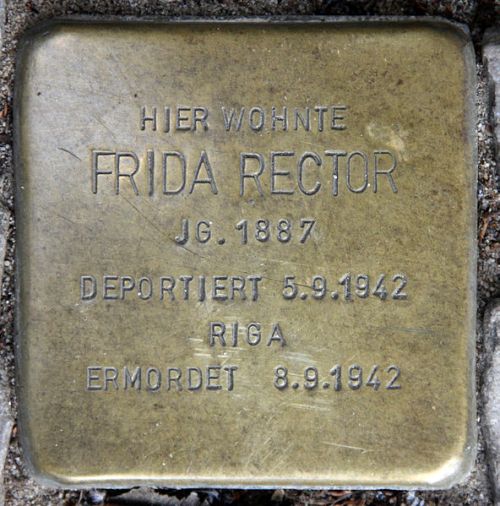 HIER WOHNTE
FRIDA RECTOR
JG. 1887
DEPORTIERT 5.9.1942
RIGA
ERMORDET 8.9.1942